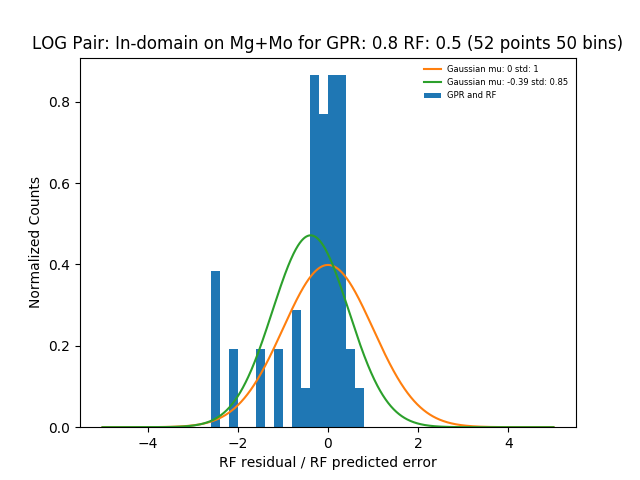 LOG Pair: In-domain on Mg+Mo for GPR: 0.8 RF: 0.5 (52 points 50 bins)
Gaussian mu: 0 std: 1
Gaussian mu: -0.39 std: 0.85
GPR and RF
Normalized Counts
0.8
0.6
0.4
0.2
0.0
−4 −2 0 2 4
RF residual / RF predicted error